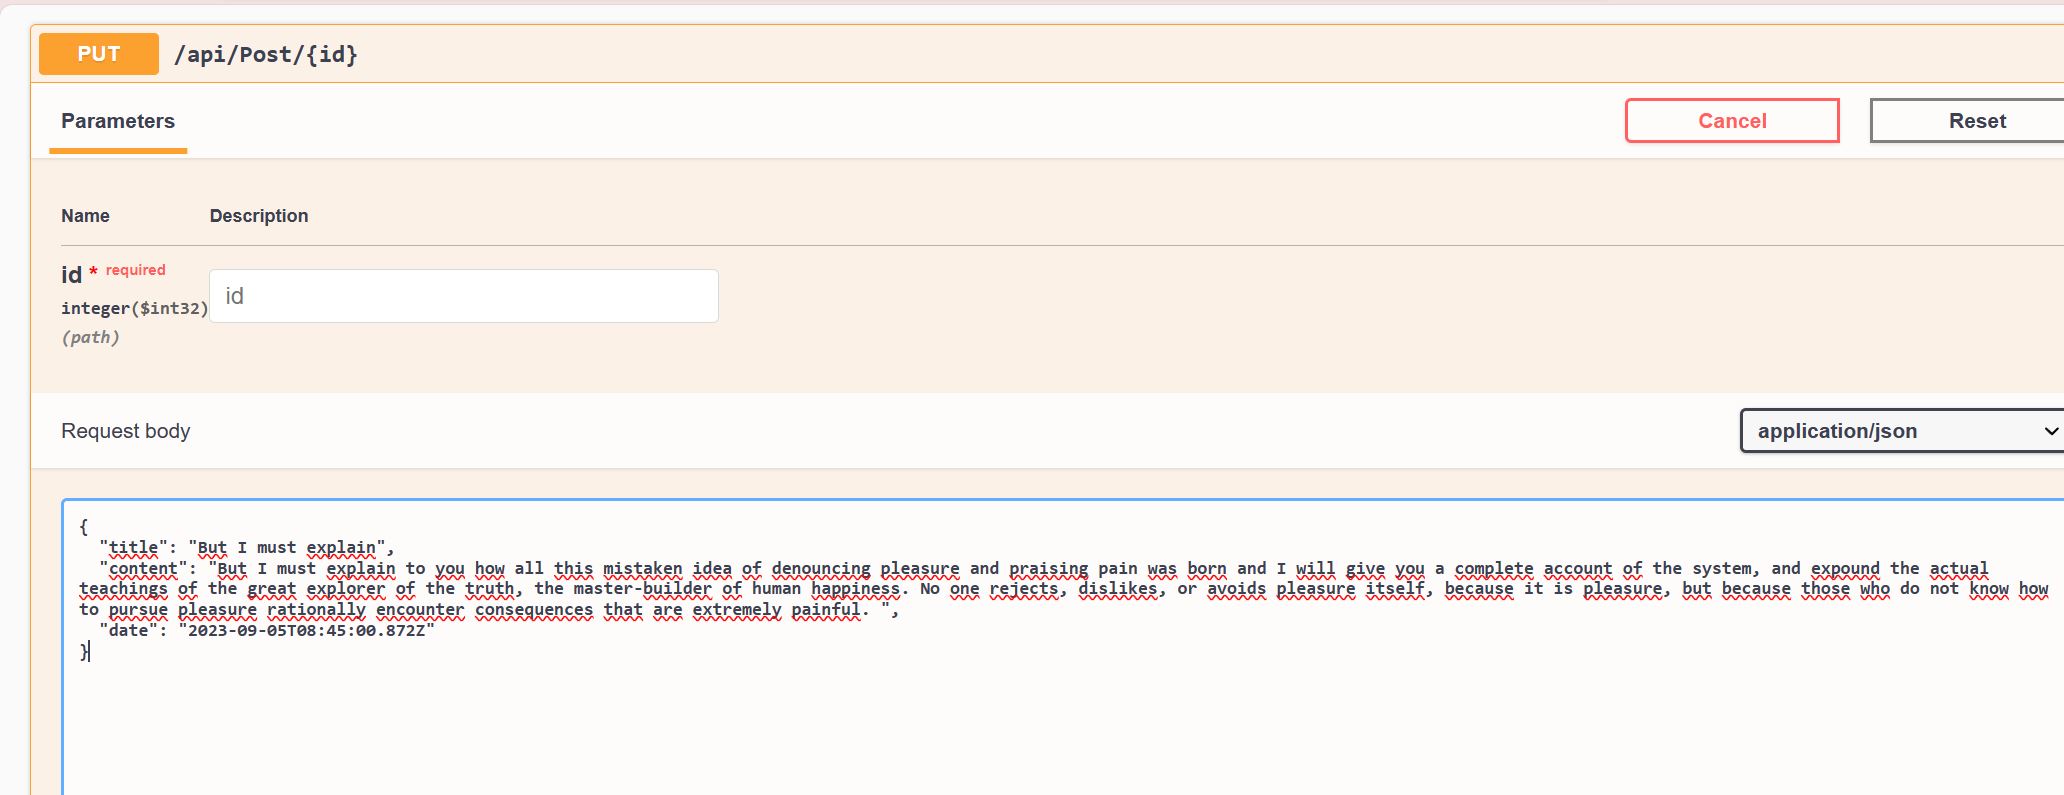 PUT /api/Post/{id}
Parameters Cancel Reset
Name Description
id * required
id
integer($int32)
(path)
Request body application/json
{
"title": "But I must explain",
"content": "But I must explain to you how all this mistaken idea of denouncing pleasure and praising pain was born and I will give you a complete account of the system, and expound the actual
teachings of the great explorer of the truth, the master-builder of human happiness. No one rejects, dislikes, or avoids pleasure itself, because it is pleasure, but because those who do not know how
to pursue pleasure rationally encounter consequences that are extremely painful. ",
"date": "2023-09-05T08:45:00.872Z"
}